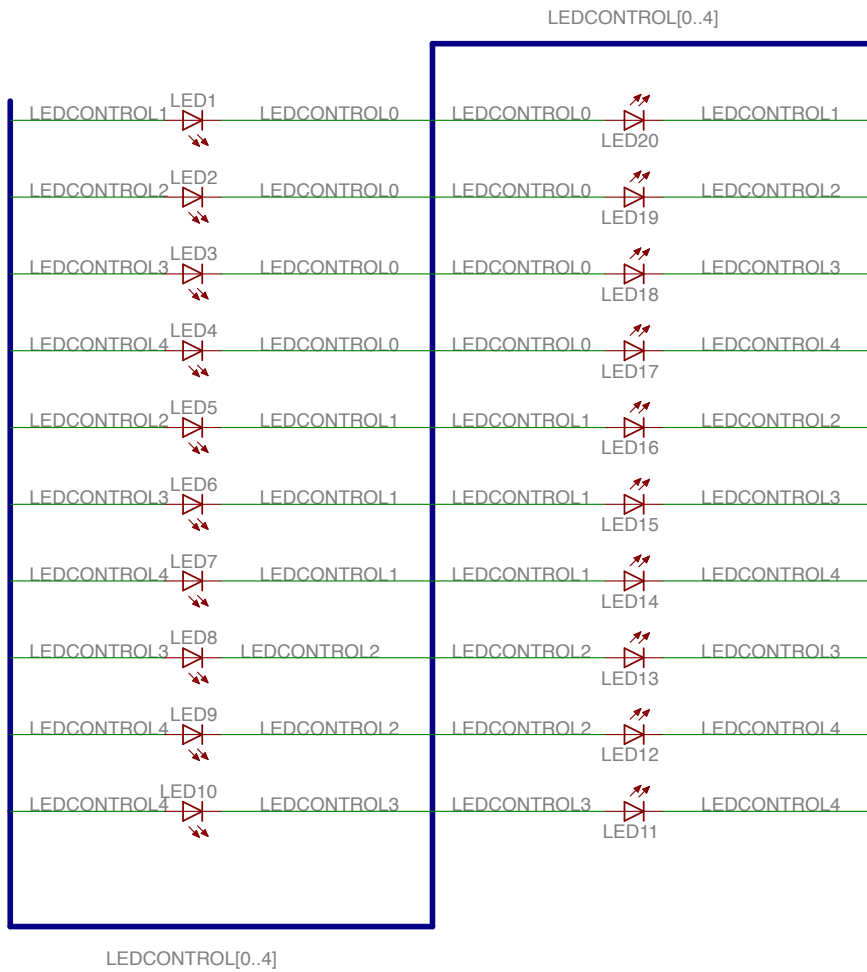 LEDCONTROL[0..4]
LEDCONTROL1 LED1 LEDCONTROL0 LEDCONTROL0 LED20 LEDCONTROL1
LEDCONTROL2 LED2 LEDCONTROL0 LEDCONTROL0 LED19 LEDCONTROL2
LEDCONTROL3 LED3 LEDCONTROL0 LEDCONTROL0 LED18 LEDCONTROL3
LEDCONTROL4 LED4 LEDCONTROL0 LEDCONTROL0 LED17 LEDCONTROL4
LEDCONTROL2 LED5 LEDCONTROL1 LEDCONTROL1 LED16 LEDCONTROL2
LEDCONTROL3 LED6 LEDCONTROL1 LEDCONTROL1 LED15 LEDCONTROL3
LEDCONTROL4 LED7 LEDCONTROL1 LEDCONTROL1 LED14 LEDCONTROL4
LEDCONTROL3 LED8 LEDCONTROL2 LEDCONTROL2 LED13 LEDCONTROL3
LEDCONTROL4 LED9 LEDCONTROL2 LEDCONTROL2 LED12 LEDCONTROL4
LEDCONTROL4 LED10 LEDCONTROL3 LEDCONTROL3 LED11 LEDCONTROL4
LEDCONTROL[0..4]